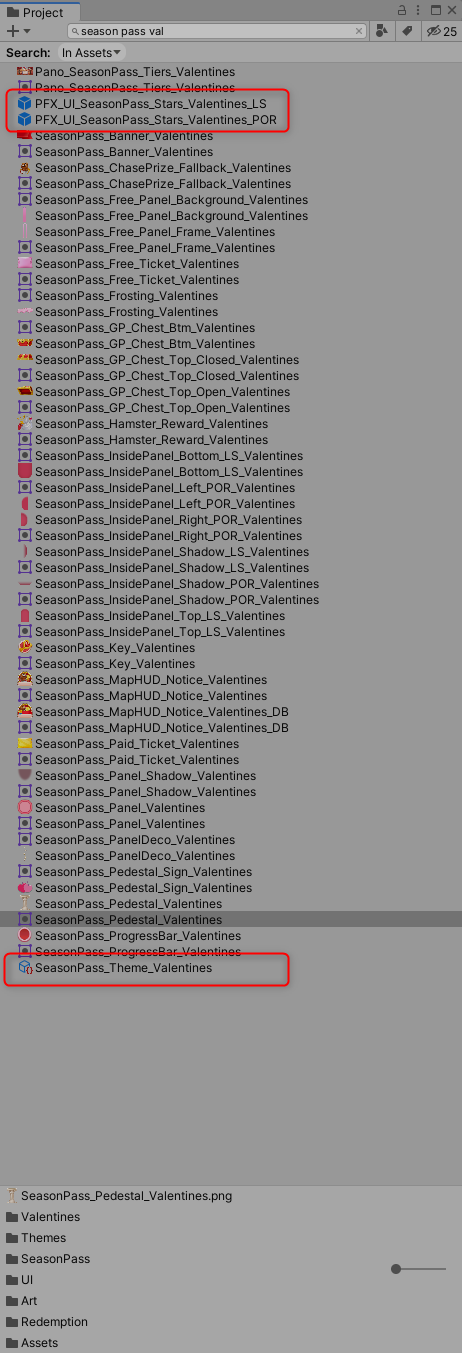 Project
season pass val
25
Search: In Assets
Pano_SeasonPass_Tiers_Valentines
Pano_SeasonPass_Tiers_Valentines
PFX_UI_SeasonPass_Stars_Valentines_LS
PFX_UI_SeasonPass_Stars_Valentines_POR
SeasonPass_Banner_Valentines
SeasonPass_Banner_Valentines
SeasonPass_ChasePrize_Fallback_Valentines
SeasonPass_ChasePrize_Fallback_Valentines
SeasonPass_Free_Panel_Background_Valentines
SeasonPass_Free_Panel_Background_Valentines
SeasonPass_Free_Panel_Frame_Valentines
SeasonPass_Free_Panel_Frame_Valentines
SeasonPass_Free_Ticket_Valentines
SeasonPass_Free_Ticket_Valentines
SeasonPass_Frosting_Valentines
SeasonPass_Frosting_Valentines
SeasonPass_GP_Chest_Btm_Valentines
SeasonPass_GP_Chest_Btm_Valentines
SeasonPass_GP_Chest_Top_Closed_Valentines
SeasonPass_GP_Chest_Top_Closed_Valentines
SeasonPass_GP_Chest_Top_Open_Valentines
SeasonPass_GP_Chest_Top_Open_Valentines
SeasonPass_Hamster_Reward_Valentines
SeasonPass_Hamster_Reward_Valentines
SeasonPass_InsidePanel_Bottom_LS_Valentines
SeasonPass_InsidePanel_Bottom_LS_Valentines
SeasonPass_InsidePanel_Left_POR_Valentines
SeasonPass_InsidePanel_Left_POR_Valentines
SeasonPass_InsidePanel_Right_POR_Valentines
SeasonPass_InsidePanel_Right_POR_Valentines
SeasonPass_InsidePanel_Shadow_LS_Valentines
SeasonPass_InsidePanel_Shadow_LS_Valentines
SeasonPass_InsidePanel_Shadow_POR_Valentines
SeasonPass_InsidePanel_Shadow_POR_Valentines
SeasonPass_InsidePanel_Top_LS_Valentines
SeasonPass_InsidePanel_Top_LS_Valentines
SeasonPass_Key_Valentines
SeasonPass_Key_Valentines
SeasonPass_MapHUD_Notice_Valentines
SeasonPass_MapHUD_Notice_Valentines
SeasonPass_MapHUD_Notice_Valentines_DB
SeasonPass_MapHUD_Notice_Valentines_DB
SeasonPass_Paid_Ticket_Valentines
SeasonPass_Paid_Ticket_Valentines
SeasonPass_Panel_Shadow_Valentines
SeasonPass_Panel_Shadow_Valentines
SeasonPass_Panel_Valentines
SeasonPass_Panel_Valentines
SeasonPass_PanelDeco_Valentines
SeasonPass_PanelDeco_Valentines
SeasonPass_Pedestal_Sign_Valentines
SeasonPass_Pedestal_Sign_Valentines
SeasonPass_Pedestal_Valentines
SeasonPass_Pedestal_Valentines
SeasonPass_ProgressBar_Valentines
SeasonPass_ProgressBar_Valentines
SeasonPass_Theme_Valentines
SeasonPass_Pedestal_Valentines.png
Valentines
Themes
SeasonPass
UI
Art
Redemption
Assets